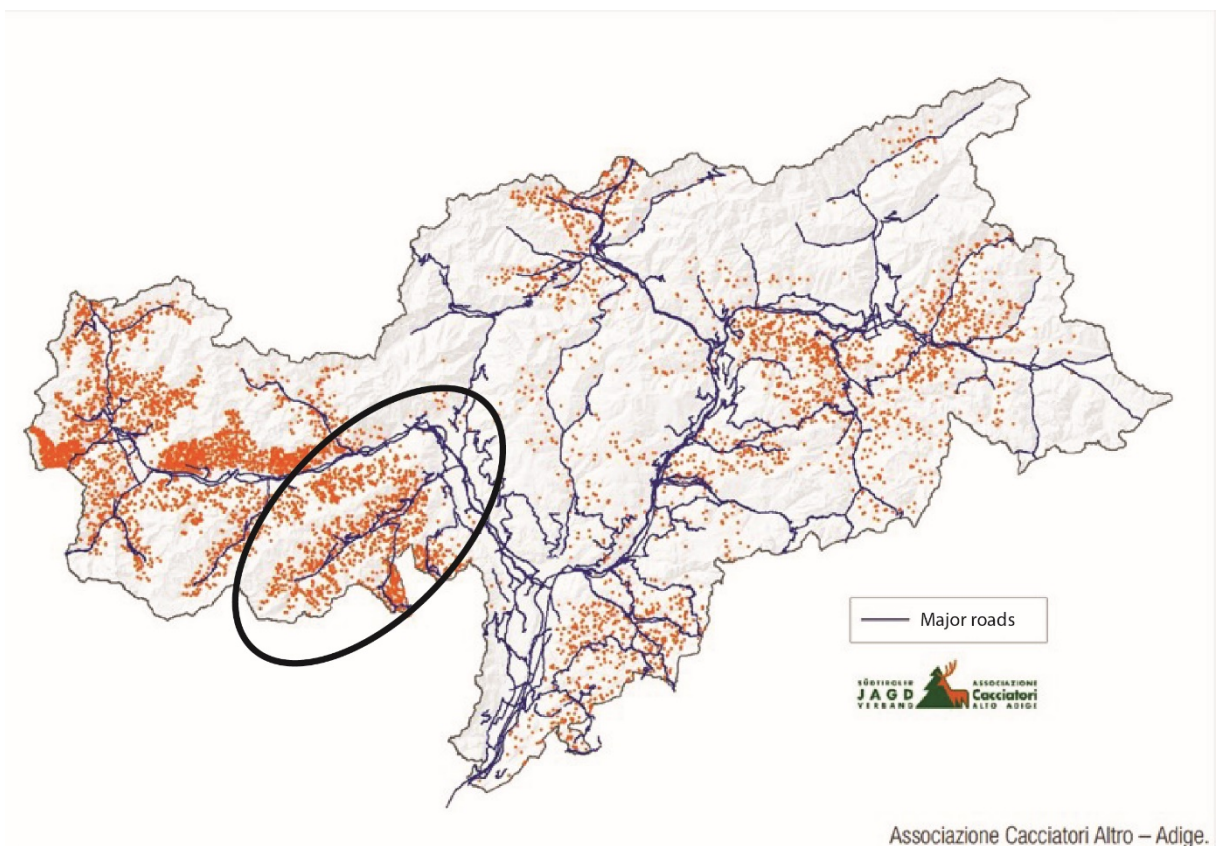 Major roads
SÜDTIROLER
JAGD
VERBAND
ASSOCIAZIONE
Cacciatori
ALTO ADIGE
Associazione Cacciatori Altro – Adige.